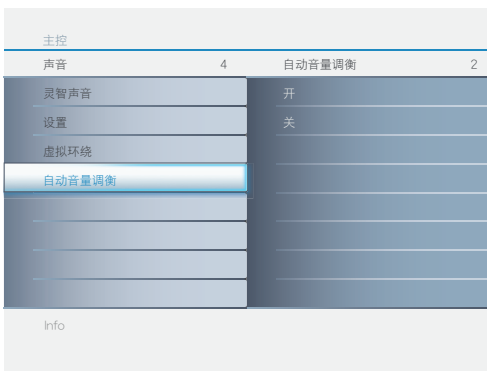 主控
声音 4 自动音量调衡 2
灵智声音 开
设置 关
虚拟环绕
自动音量调衡
Info